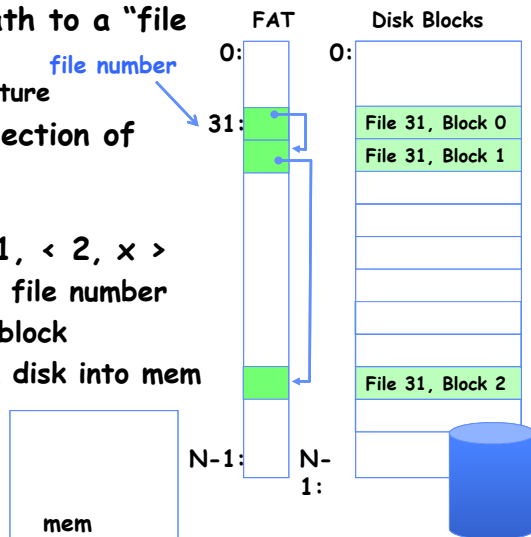 ath to a “file
file number
ture
ection of
1, < 2, x >
file number
block
disk into mem
mem
FAT
0:
31:
N-1:
Disk Blocks
0:
File 31, Block 0
File 31, Block 1
File 31, Block 2
N-
1: